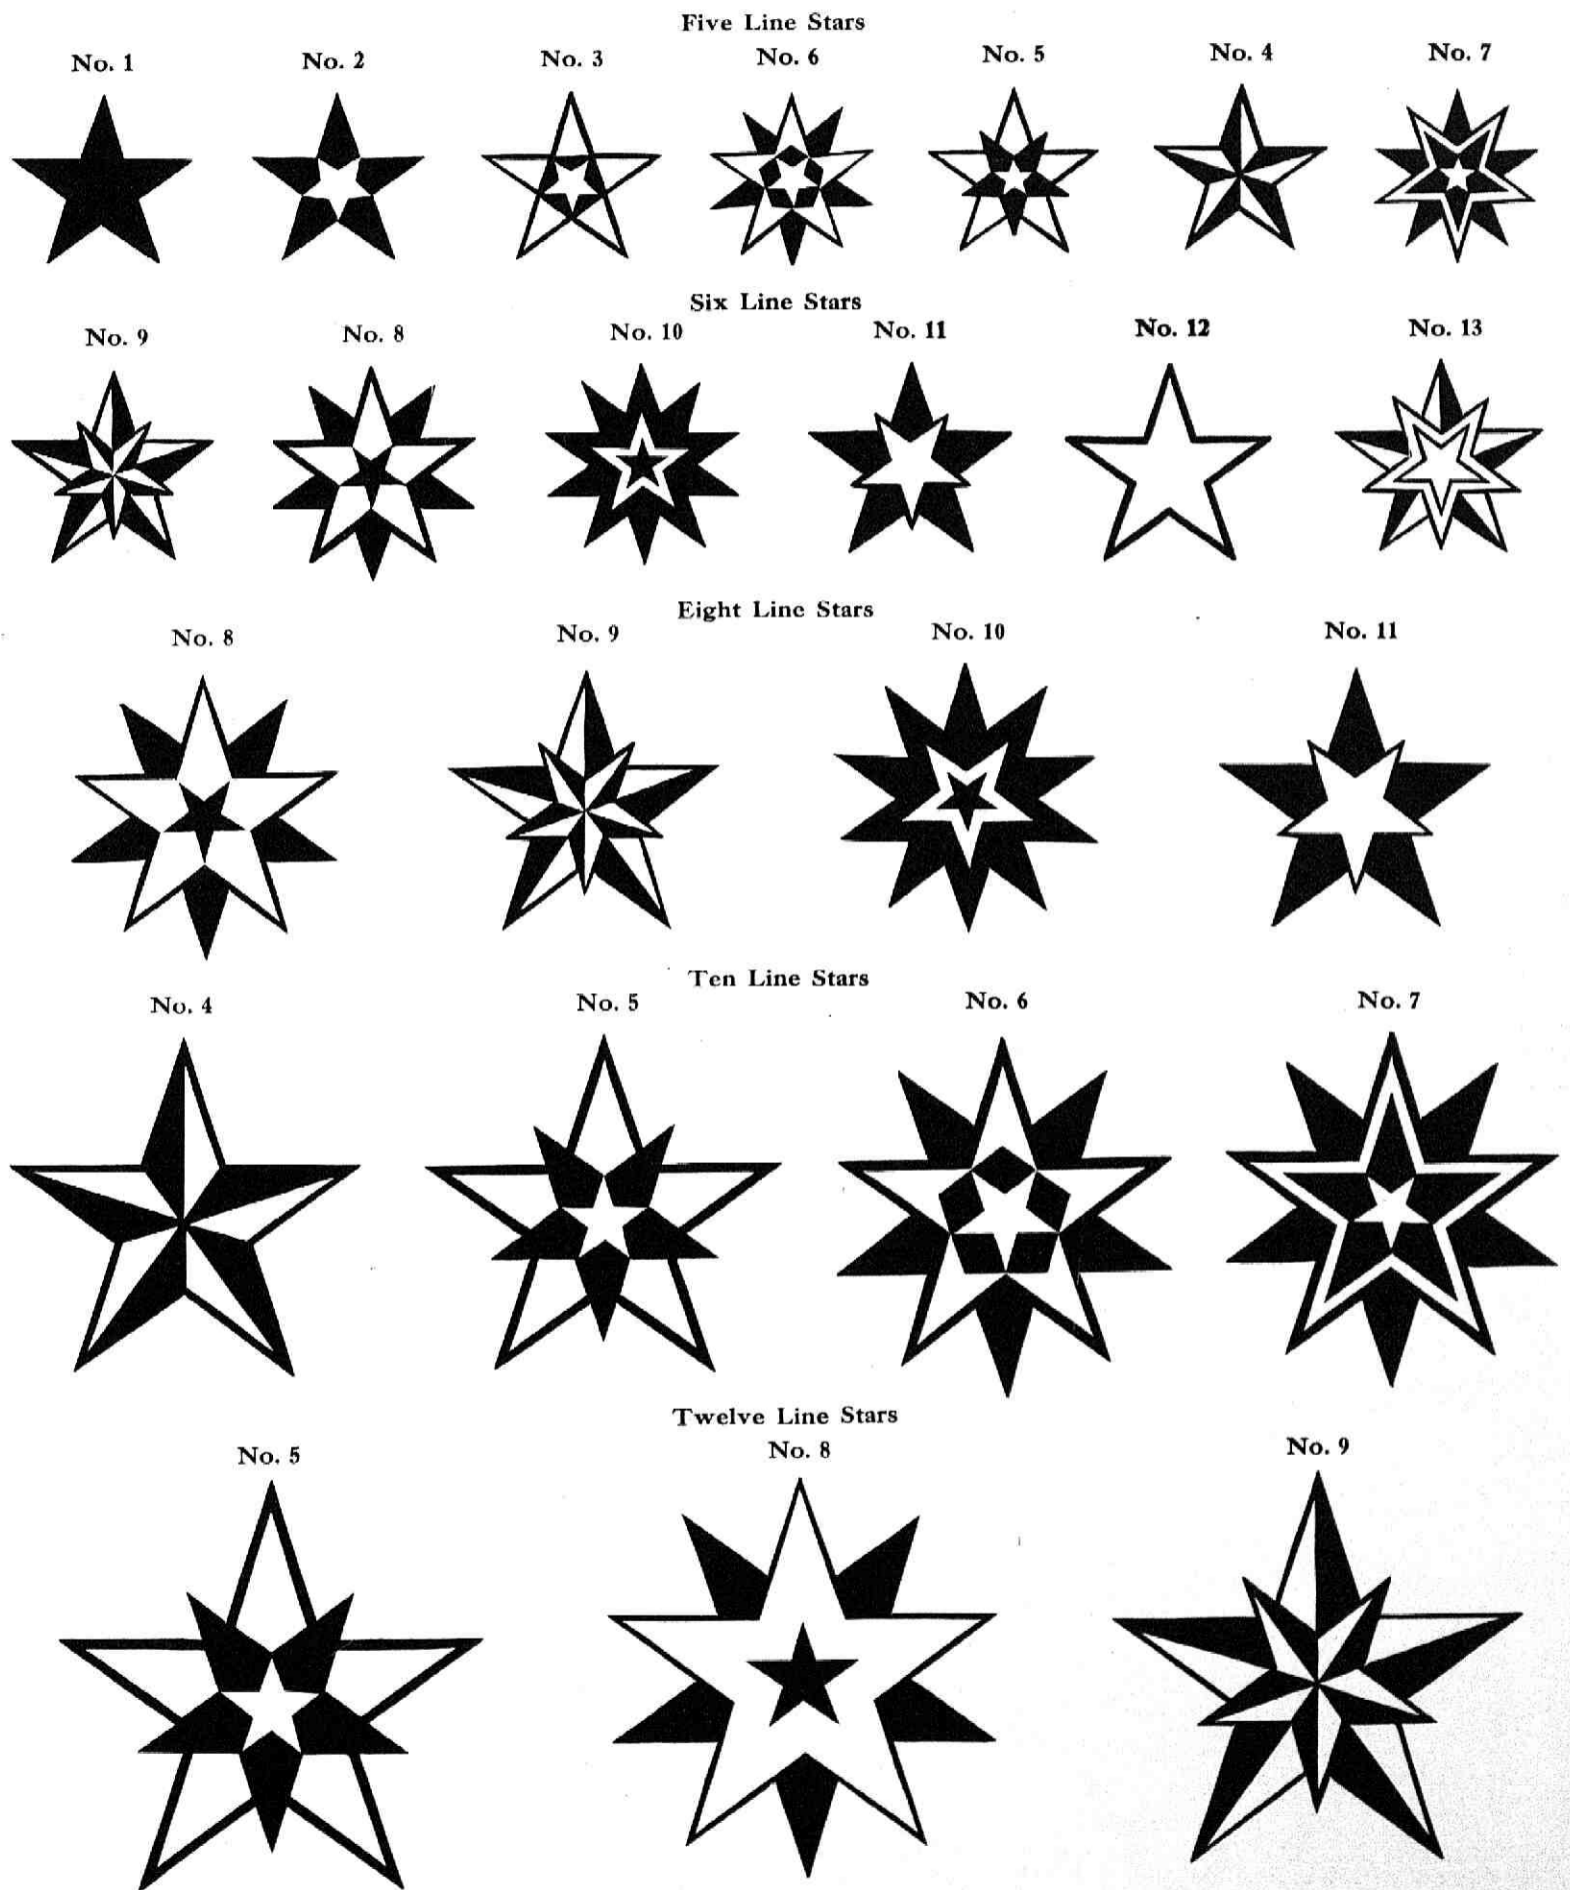 Five Line Stars
No. 1 No. 2 No. 3 No. 6 No. 5 No. 4 No. 7
Six Line Stars
No. 9 No. 8 No. 10 No. 11 No. 12 No. 13
Eight Line Stars
No. 8 No. 9 No. 10 No. 11
Ten Line Stars
No. 4 No. 5 No. 6 No. 7
Twelve Line Stars
No. 5 No. 8 No. 9